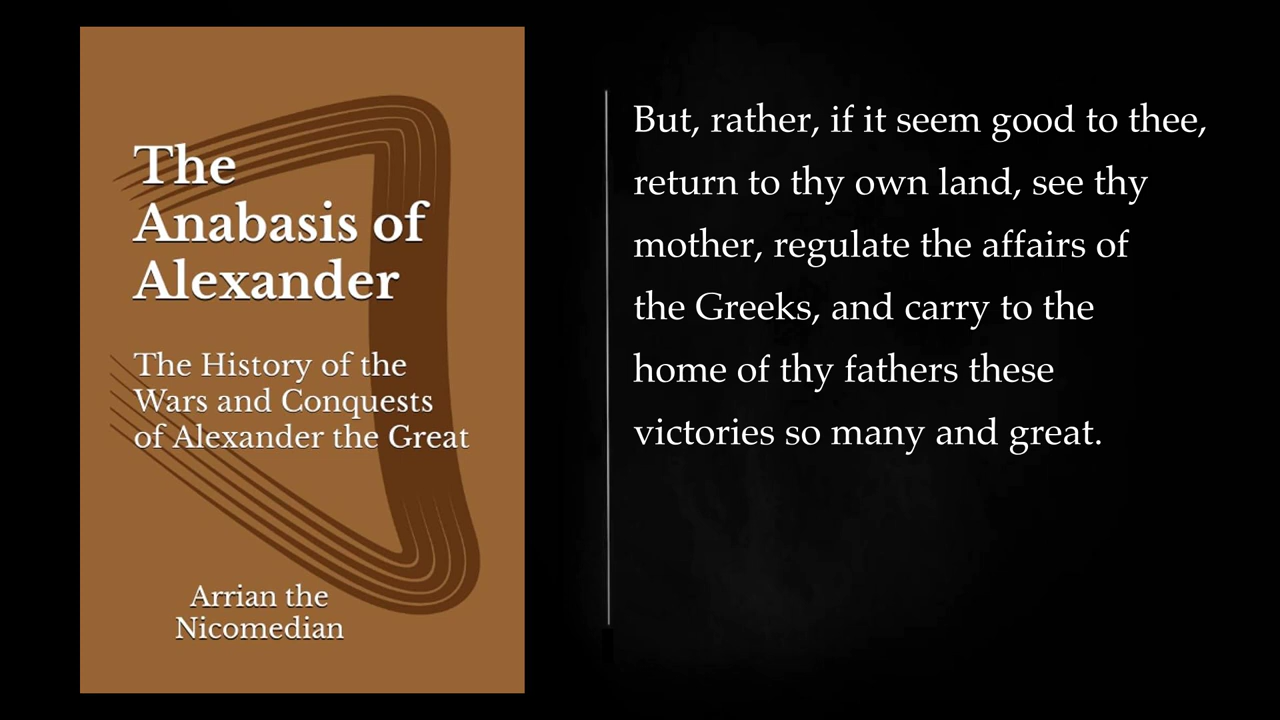 The
Anabasis of
Alexander
The History of the
Wars and Conquests
of Alexander the Great
Arrian the
Nicomedian
But, rather, if it seem good to thee,
return to thy own land, see thy
mother, regulate the affairs of
the Greeks, and carry to the
home of thy fathers these
victories so many and great.